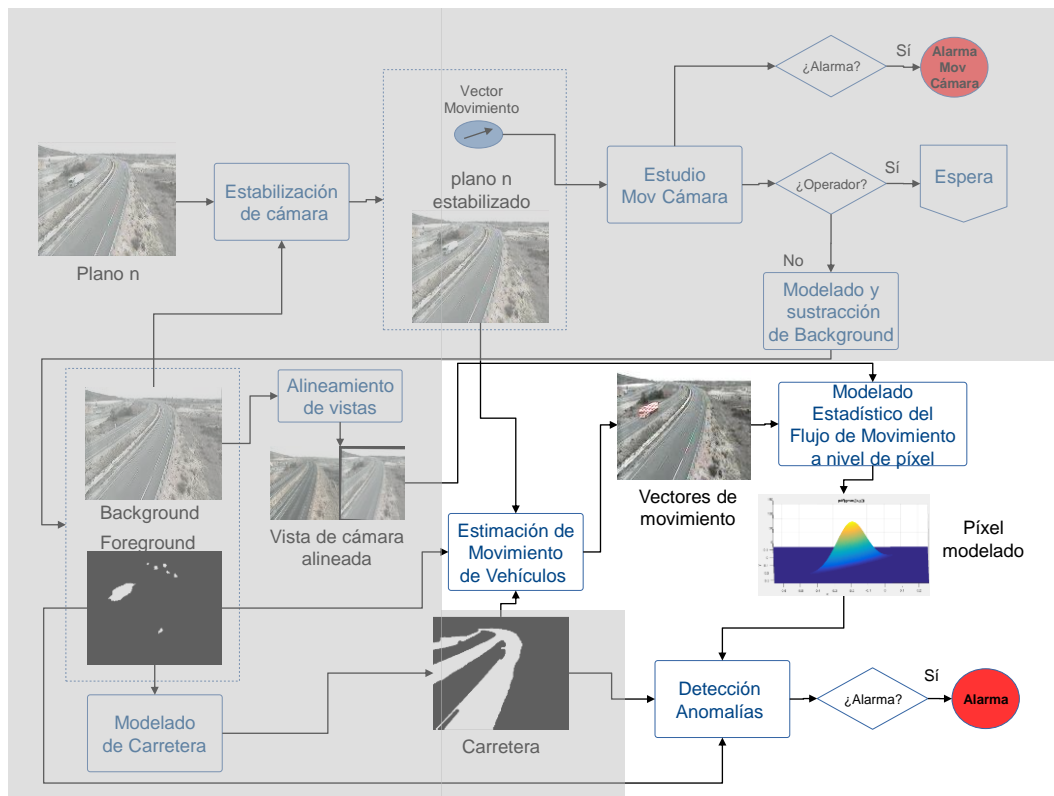 ¿Alarma?
Sí
Alarma
Mov
Cámara
Vector
Movimiento
Plano n
Estabilización
de cámara
plano n
estabilizado
Estudio
Mov Cámara
¿Operador?
Sí
Espera
No
Modelado y
sustracción
de Background
Background
Foreground
Alineamiento
de vistas
Vista de cámara
alineada
Estimación de
Movimiento
de Vehículos
Vectores de
movimiento
Modelado
Estadístico del
Flujo de Movimiento
a nivel de píxel
Píxel
modelado
Modelado
de Carretera
Carretera
Detección
Anomalías
¿Alarma?
Sí
Alarma